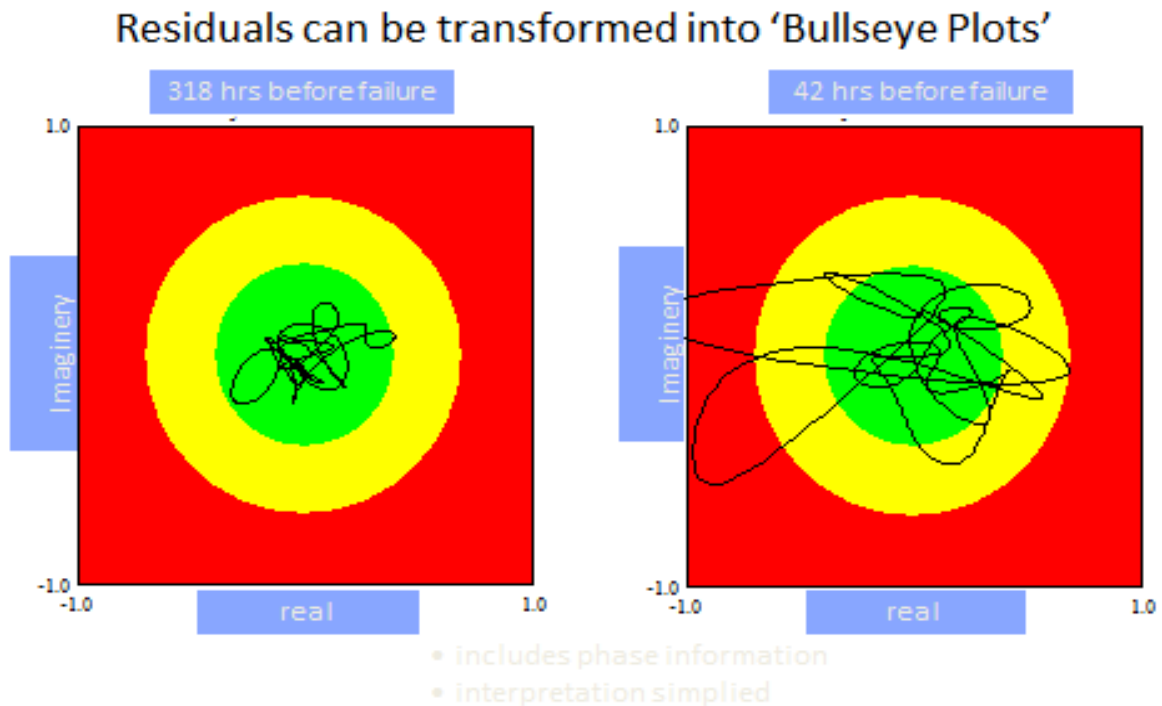 Residuals can be transformed into ‘Bullseye Plots’
318 hrs before failure
42 hrs before failure
1.0
1.0
Imaginery
Imaginery
-1.0
-1.0
-1.0
1.0
-1.0
1.0
real
real
• includes phase information
• interpretation simplied